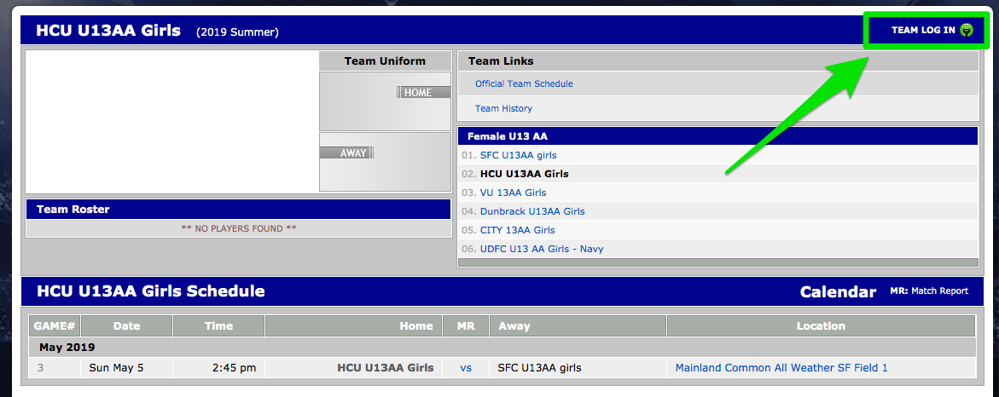 HCU U13AA Girls (2019 Summer) TEAM LOG IN
Team Uniform
HOME
AWAY
Team Roster
** NO PLAYERS FOUND **
Team Links
Official Team Schedule
Team History
Female U13 AA
01. SFC U13AA girls
02. HCU U13AA Girls
03. VU 13AA Girls
04. Dunbrack U13AA Girls
05. CITY 13AA Girls
06. UDFC U13 AA Girls - Navy
HCU U13AA Girls Schedule Calendar MR: Match Report
GAME# Date Time Home MR Away Location
May 2019
3 Sun May 5 2:45 pm HCU U13AA Girls vs SFC U13AA girls Mainland Common All Weather SF Field 1